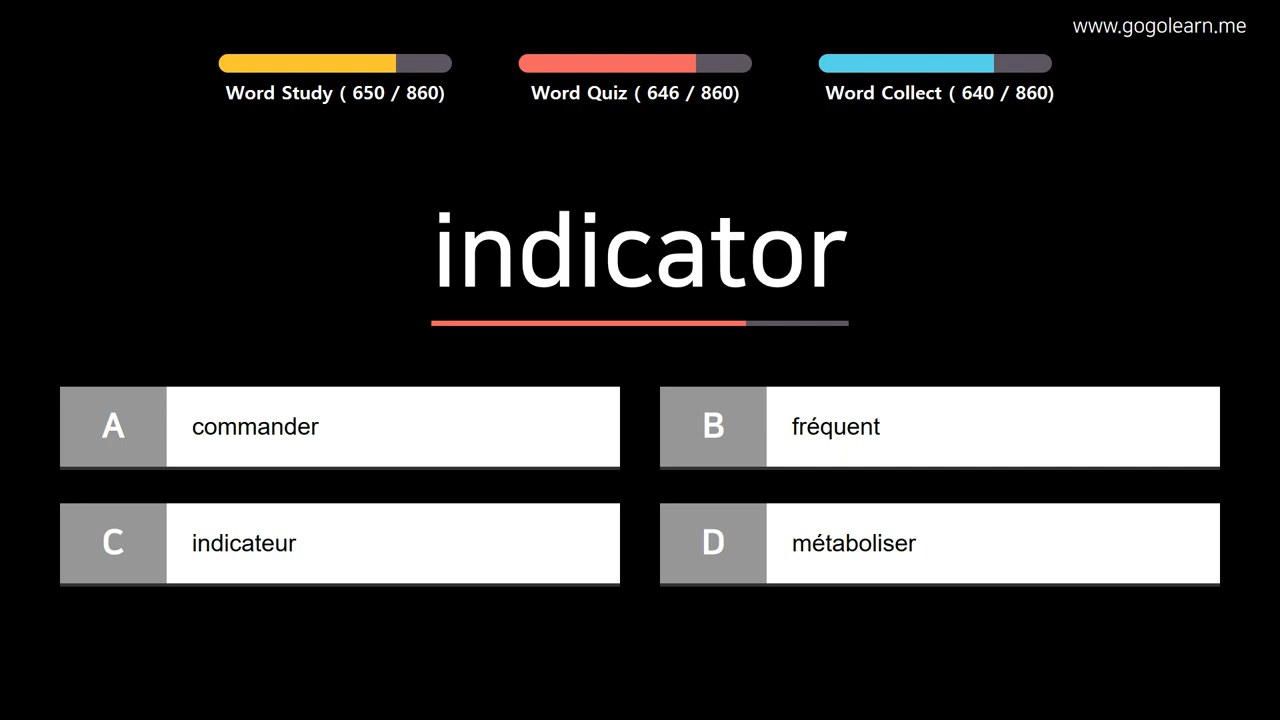 www.gogolearn.me
Word Study ( 650 / 860)
Word Quiz ( 646 / 860)
Word Collect ( 640 / 860)
indicator
A commander
B fréquent
C indicateur
D métaboliser